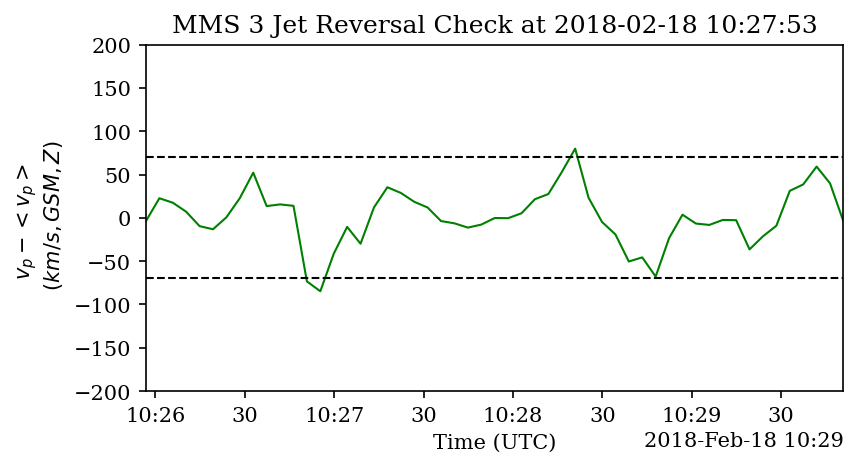 MMS 3 Jet Reversal Check at 2018-02-18 10:27:53
200
150
100
50
0
−50
−100
−150
−200
v_p − < v_p >
(km/s, GSM, Z)
10:26 30 10:27 30 10:28 30 10:29 30
Time (UTC)
2018-Feb-18 10:29